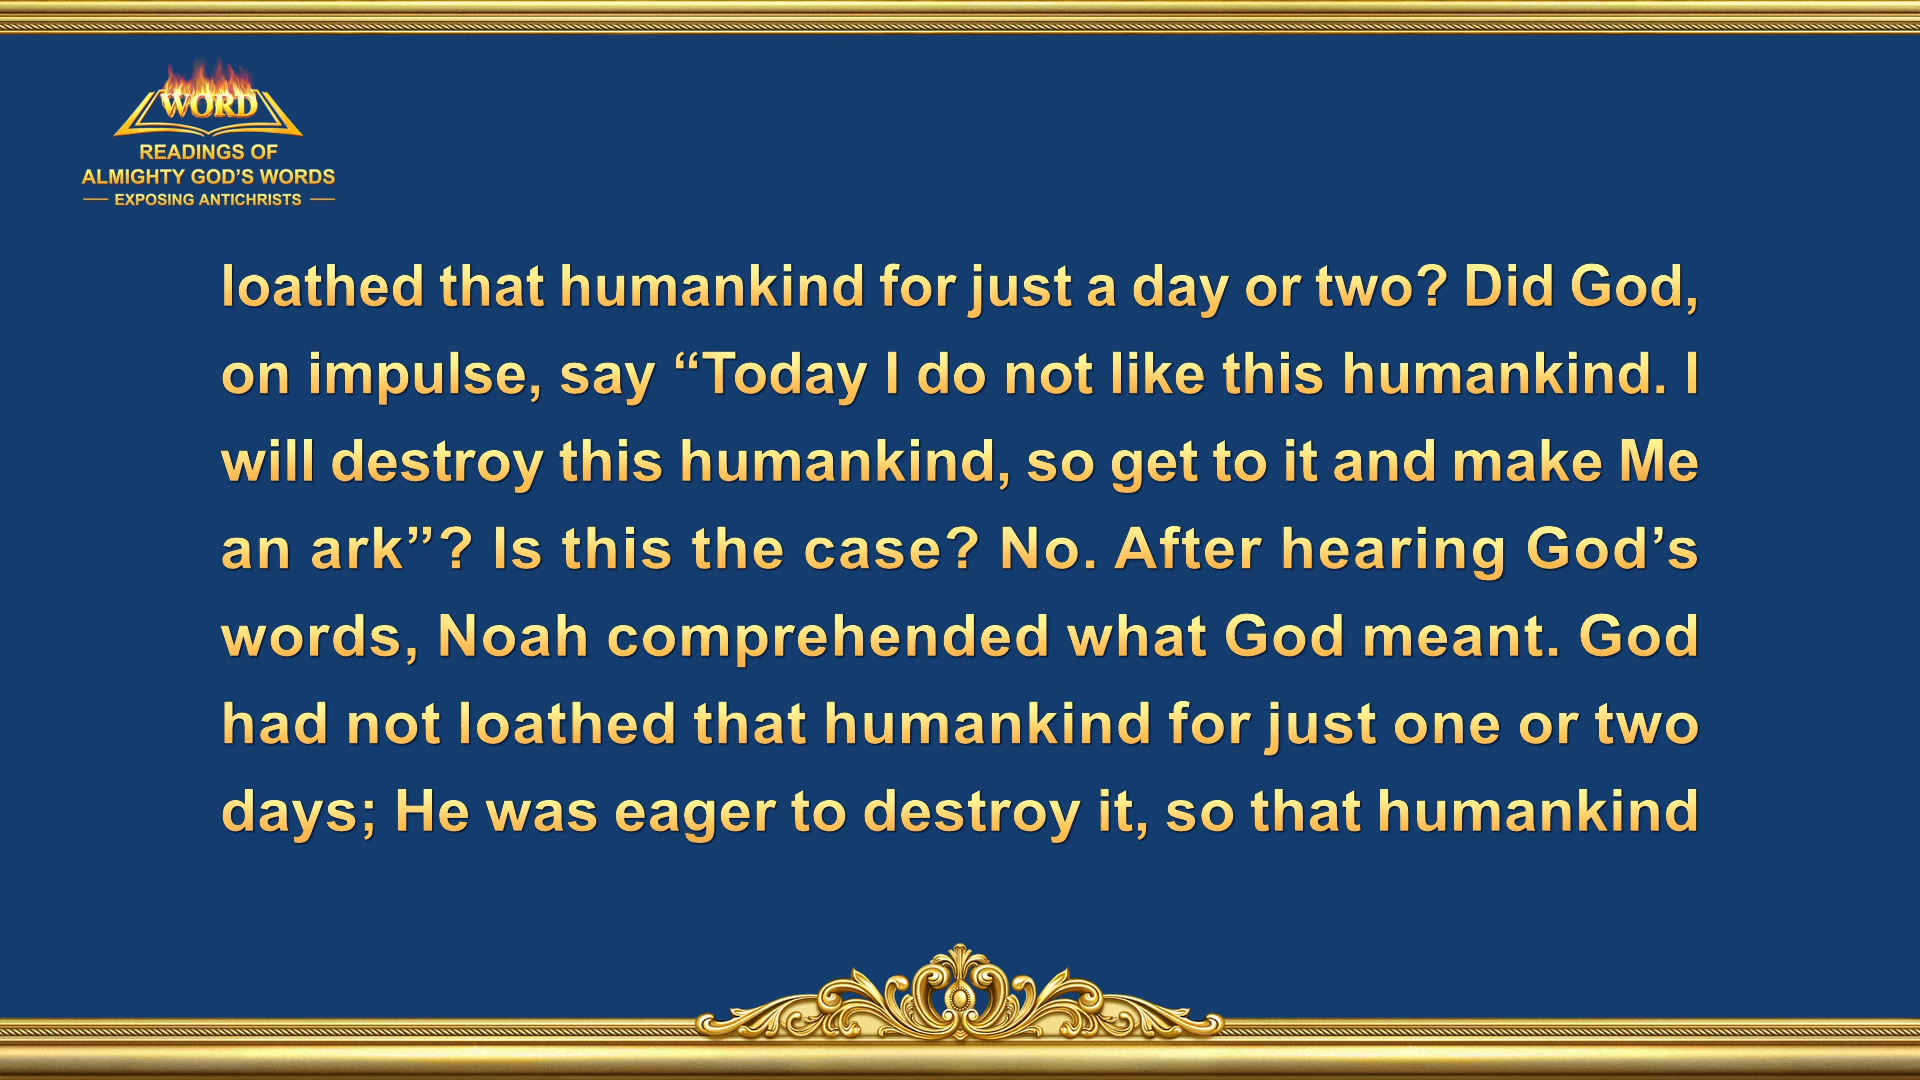 WORD
READINGS OF
ALMIGHTY GOD’S WORDS
EXPOSING ANTICHRISTS
loathed that humankind for just a day or two? Did God,
on impulse, say “Today I do not like this humankind. I
will destroy this humankind, so get to it and make Me
an ark”? Is this the case? No. After hearing God’s
words, Noah comprehended what God meant. God
had not loathed that humankind for just one or two
days; He was eager to destroy it, so that humankind